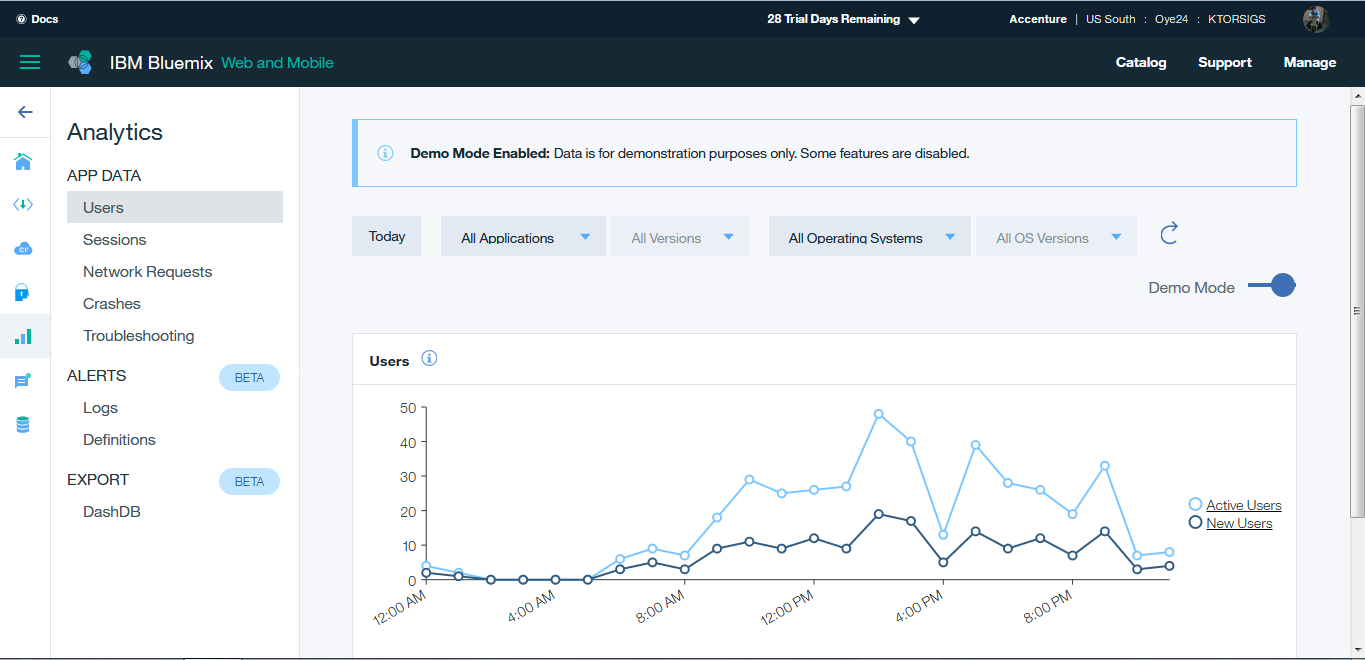 Docs
28 Trial Days Remaining
Accenture | US South : Oye24 : KTORSIGS
IBM Bluemix Web and Mobile
Catalog Support Manage
Analytics
APP DATA
Users
Sessions
Network Requests
Crashes
Troubleshooting
ALERTS BETA
Logs
Definitions
EXPORT BETA
DashDB
Demo Mode Enabled: Data is for demonstration purposes only. Some features are disabled.
Today All Applications All Versions All Operating Systems All OS Versions
Demo Mode
Users
50
40
30
20
10
0
12:00 AM 4:00 AM 8:00 AM 12:00 PM 4:00 PM 8:00 PM
Active Users
New Users